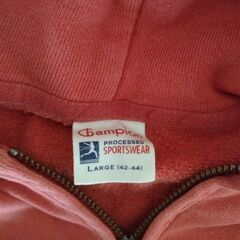 Champion
PROCESSED
SPORTSWEAR
LARGE (42-44)